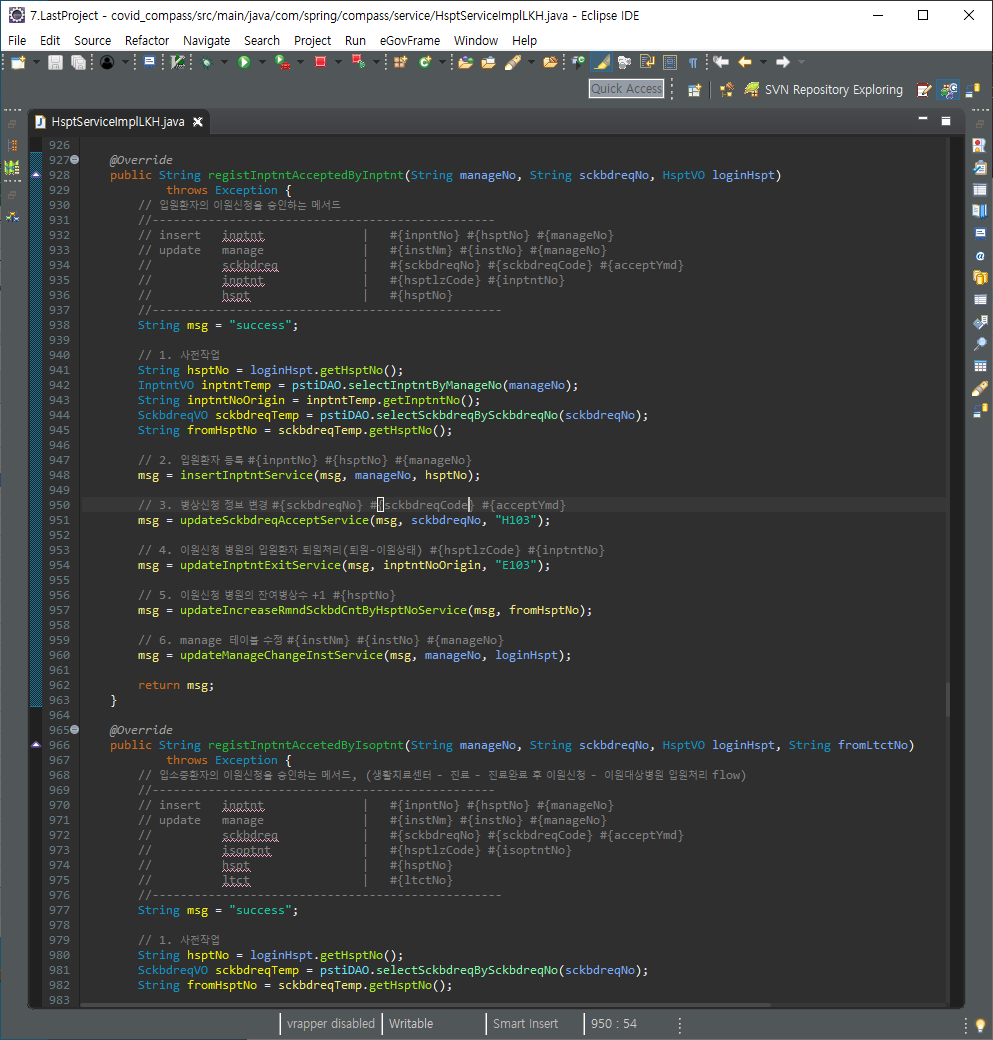 7.LastProject - covid_compass/src/main/java/com/spring/compass/service/HsptServiceImplLKH.java - Eclipse IDE
File Edit Source Refactor Navigate Search Project Run eGovFrame Window Help
Quick Access SVN Repository Exploring
HsptServiceImplLKH.java
926
927 @Override
928 public String registInptntAcceptedByInptnt(String manageNo, String sckbdreqNo, HsptVO loginHspt)
929 throws Exception {
930 // 입원환자의 이원신청을 승인하는 메서드
931 //-------------------------------------------------
932 // insert inptnt | #{inpntNo} #{hsptNo} #{manageNo}
933 // update manage | #{instNm} #{instNo} #{manageNo}
934 // sckbdreq | #{sckbdreqNo} #{sckbdreqCode} #{acceptYmd}
935 // inptnt | #{hsptlzCode} #{inptntNo}
936 // hspt | #{hsptNo}
937 //--------------------------------------------------
938 String msg = "success";
939
940 // 1. 사전작업
941 String hsptNo = loginHspt.getHsptNo();
942 InptntVO inptntTemp = pstiDAO.selectInptntByManageNo(manageNo);
943 String inptntNoOrigin = inptntTemp.getInptntNo();
944 SckbdreqVO sckbdreqTemp = pstiDAO.selectSckbdreqBySckbdreqNo(sckbdreqNo);
945 String fromHsptNo = sckbdreqTemp.getHsptNo();
946
947 // 2. 입원환자 등록 #{inpntNo} #{hsptNo} #{manageNo}
948 msg = insertInptntService(msg, manageNo, hsptNo);
949
950 // 3. 병상신청 정보 변경 #{sckbdreqNo} #{sckbdreqCode} #{acceptYmd}
951 msg = updateSckbdreqAcceptService(msg, sckbdreqNo, "H103");
952
953 // 4. 이원신청 병원의 입원환자 퇴원처리(퇴원-이원상태) #{hsptlzCode} #{inptntNo}
954 msg = updateInptntExitService(msg, inptntNoOrigin, "E103");
955
956 // 5. 이원신청 병원의 잔여병상수 +1 #{hsptNo}
957 msg = updateIncreaseRmndSckbdCntByHsptNoService(msg, fromHsptNo);
958
959 // 6. manage 테이블 수정 #{instNm} #{instNo} #{manageNo}
960 msg = updateManageChangeInstService(msg, manageNo, loginHspt);
961
962 return msg;
963 }
964
965 @Override
966 public String registInptntAccetedByIsoptnt(String manageNo, String sckbdreqNo, HsptVO loginHspt, String fromLtctNo)
967 throws Exception {
968 // 입소중환자의 이원신청을 승인하는 메서드, (생활치료센터 - 진료 - 진료완료 후 이원신청 - 이원대상병원 입원처리 flow)
969 //-------------------------------------------------
970 // insert inptnt | #{inpntNo} #{hsptNo} #{manageNo}
971 // update manage | #{instNm} #{instNo} #{manageNo}
972 // sckbdreq | #{sckbdreqNo} #{sckbdreqCode} #{acceptYmd}
973 // isoptnt | #{hsptlzCode} #{isoptntNo}
974 // hspt | #{hsptNo}
975 // ltct | #{ltctNo}
976 //--------------------------------------------------
977 String msg = "success";
978
979 // 1. 사전작업
980 String hsptNo = loginHspt.getHsptNo();
981 SckbdreqVO sckbdreqTemp = pstiDAO.selectSckbdreqBySckbdreqNo(sckbdreqNo);
982 String fromHsptNo = sckbdreqTemp.getHsptNo();
983
vrapper disabled Writable Smart Insert 950 : 54